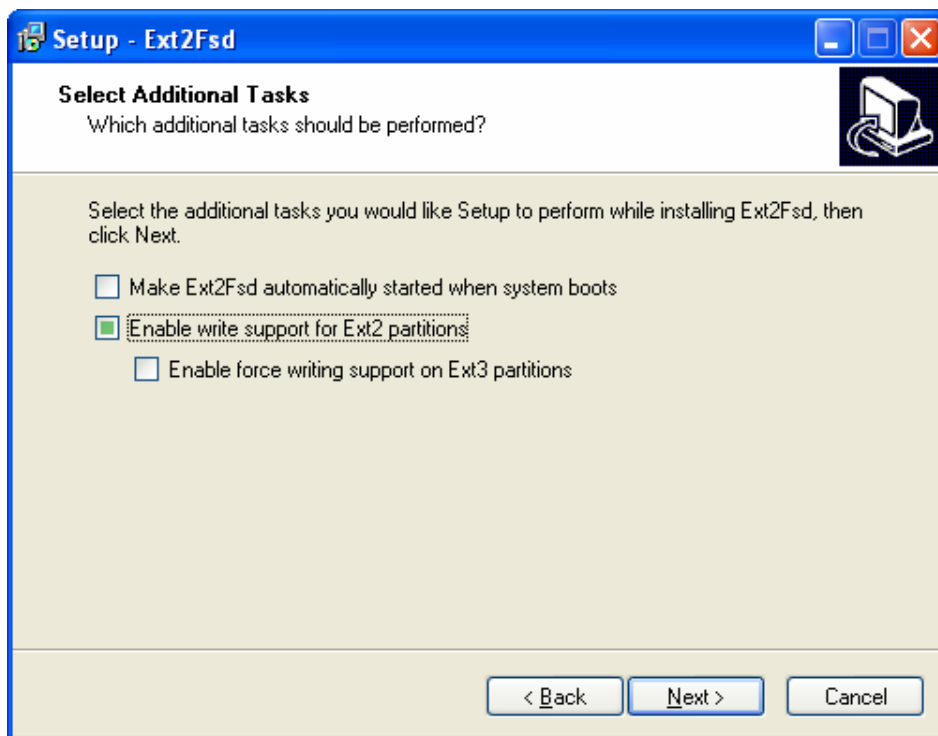 Setup - Ext2Fsd
Select Additional Tasks
Which additional tasks should be performed?
Select the additional tasks you would like Setup to perform while installing Ext2Fsd, then
click Next.
Make Ext2Fsd automatically started when system boots
Enable write support for Ext2 partitions
Enable force writing support on Ext3 partitions
< Back
Next >
Cancel